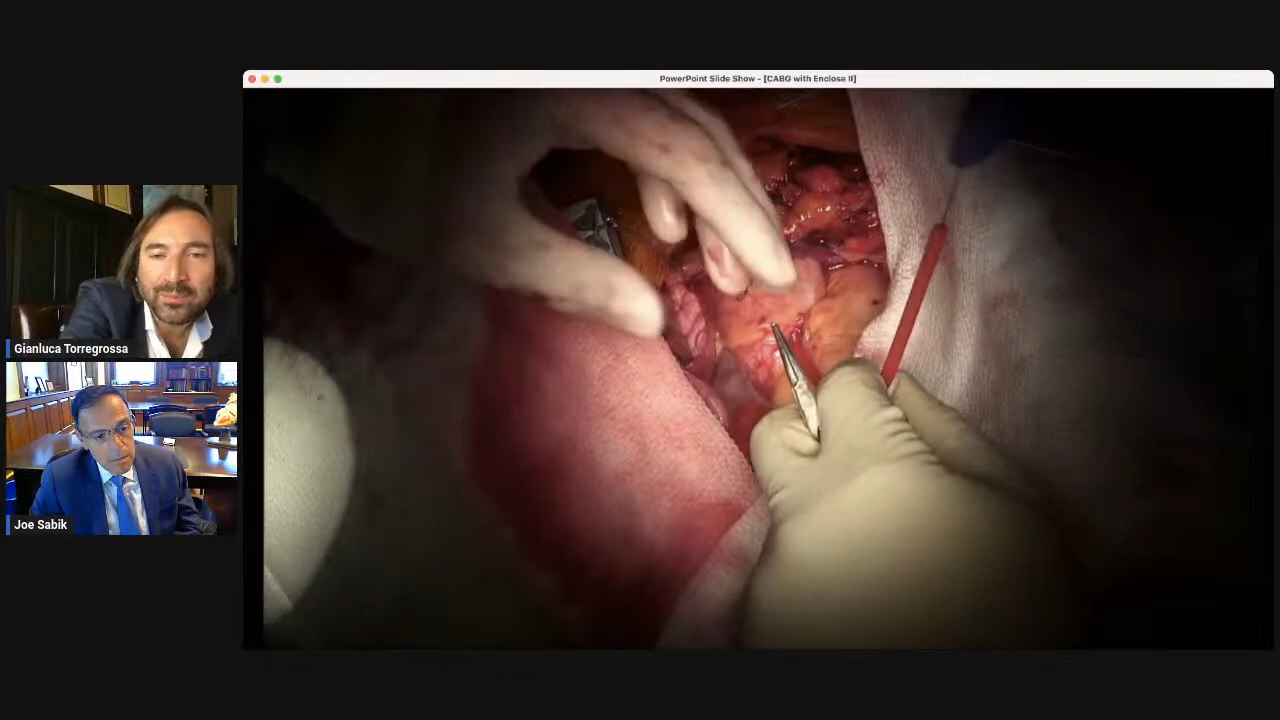 PowerPoint Slide Show - [CABG with Enclose II]
Gianluca Torregrossa
Joe Sabik